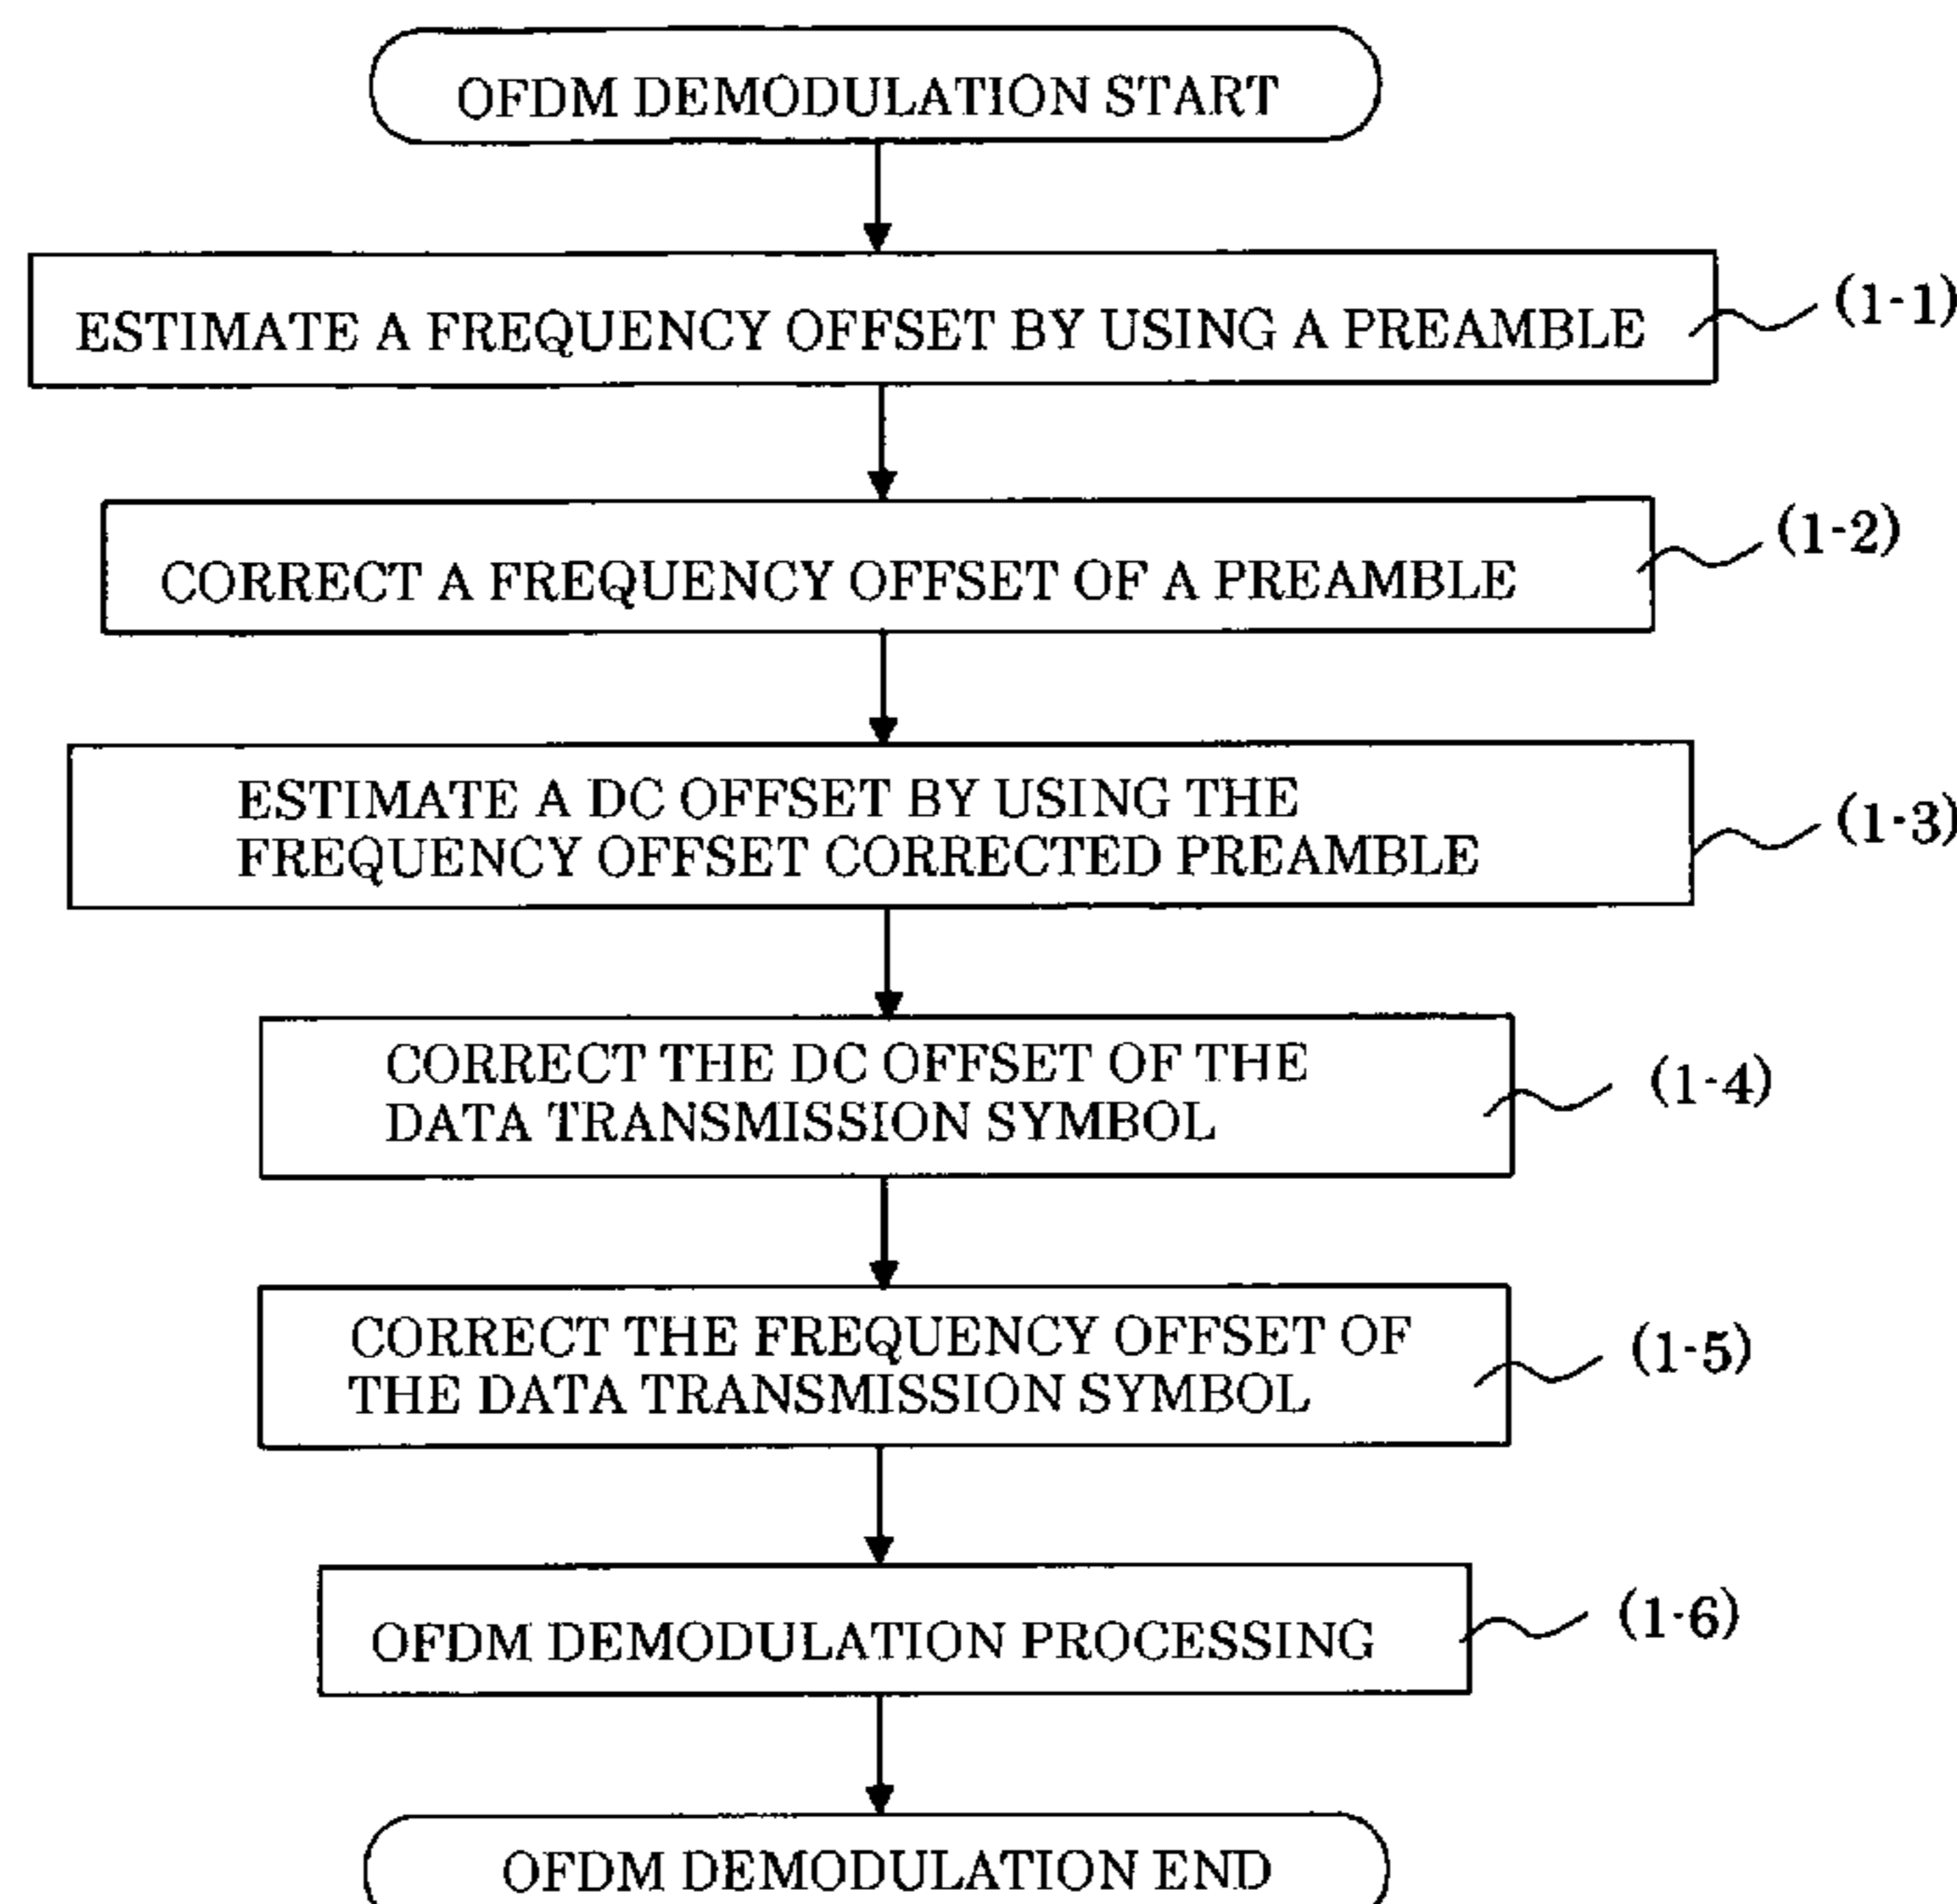 OFDM DEMODULATION START
ESTIMATE A FREQUENCY OFFSET BY USING A PREAMBLE
(1-1)
CORRECT A FREQUENCY OFFSET OF A PREAMBLE
(1-2)
ESTIMATE A DC OFFSET BY USING THE
FREQUENCY OFFSET CORRECTED PREAMBLE
(1-3)
CORRECT THE DC OFFSET OF THE
DATA TRANSMISSION SYMBOL
(1-4)
CORRECT THE FREQUENCY OFFSET OF
THE DATA TRANSMISSION SYMBOL
(1-5)
OFDM DEMODULATION PROCESSING
(1-6)
OFDM DEMODULATION END